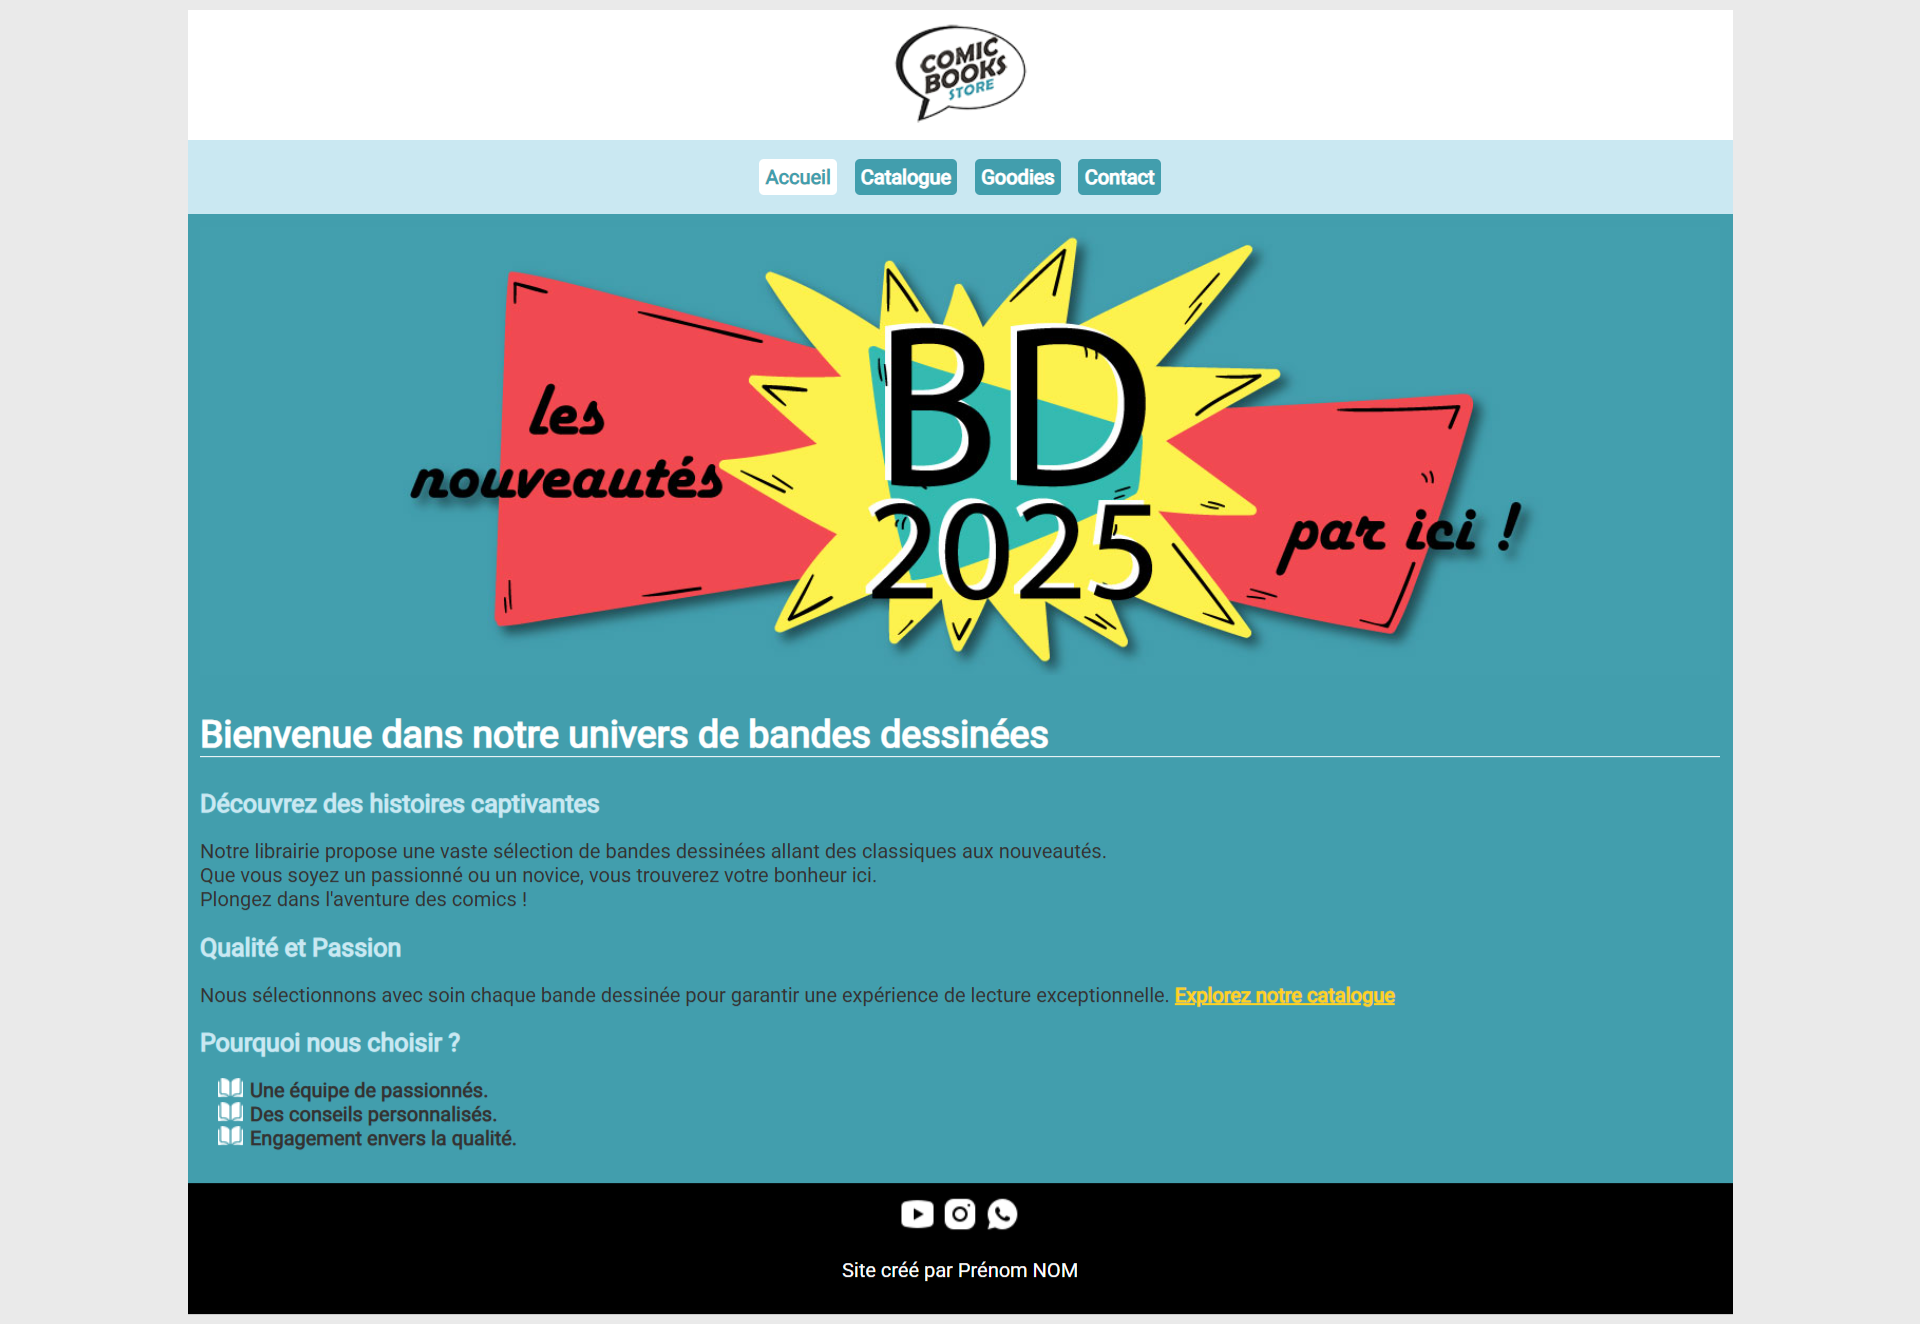 COMIC
BOOKS
STORE
Accueil Catalogue Goodies Contact
les
nouveautés
BD
2025
par ici !
Bienvenue dans notre univers de bandes dessinées
Découvrez des histoires captivantes
Notre librairie propose une vaste sélection de bandes dessinées allant des classiques aux nouveautés.
Que vous soyez un passionné ou un novice, vous trouverez votre bonheur ici.
Plongez dans l'aventure des comics !
Qualité et Passion
Nous sélectionnons avec soin chaque bande dessinée pour garantir une expérience de lecture exceptionnelle. Explorez notre catalogue
Pourquoi nous choisir ?
Une équipe de passionnés.
Des conseils personnalisés.
Engagement envers la qualité.
Site créé par Prénom NOM